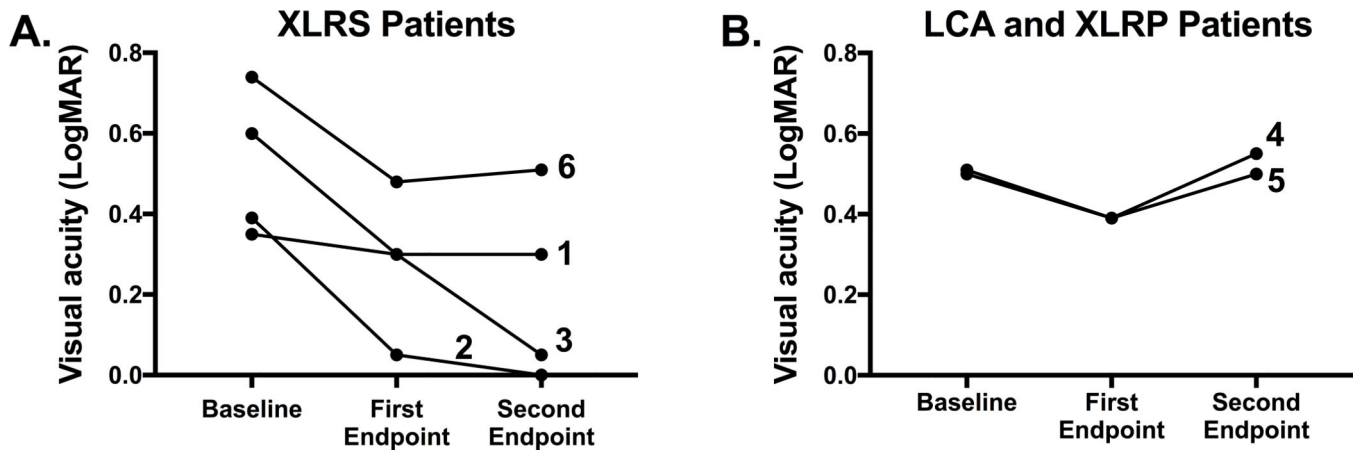 A.
XLRS Patients
Visual acuity (LogMAR)
0.8
0.6
0.4
0.2
0.0
6
1
3
2
Baseline
First
Endpoint
Second
Endpoint
B.
LCA and XLRP Patients
Visual acuity (LogMAR)
0.8
0.6
0.4
0.2
0.0
4
5
Baseline
First
Endpoint
Second
Endpoint